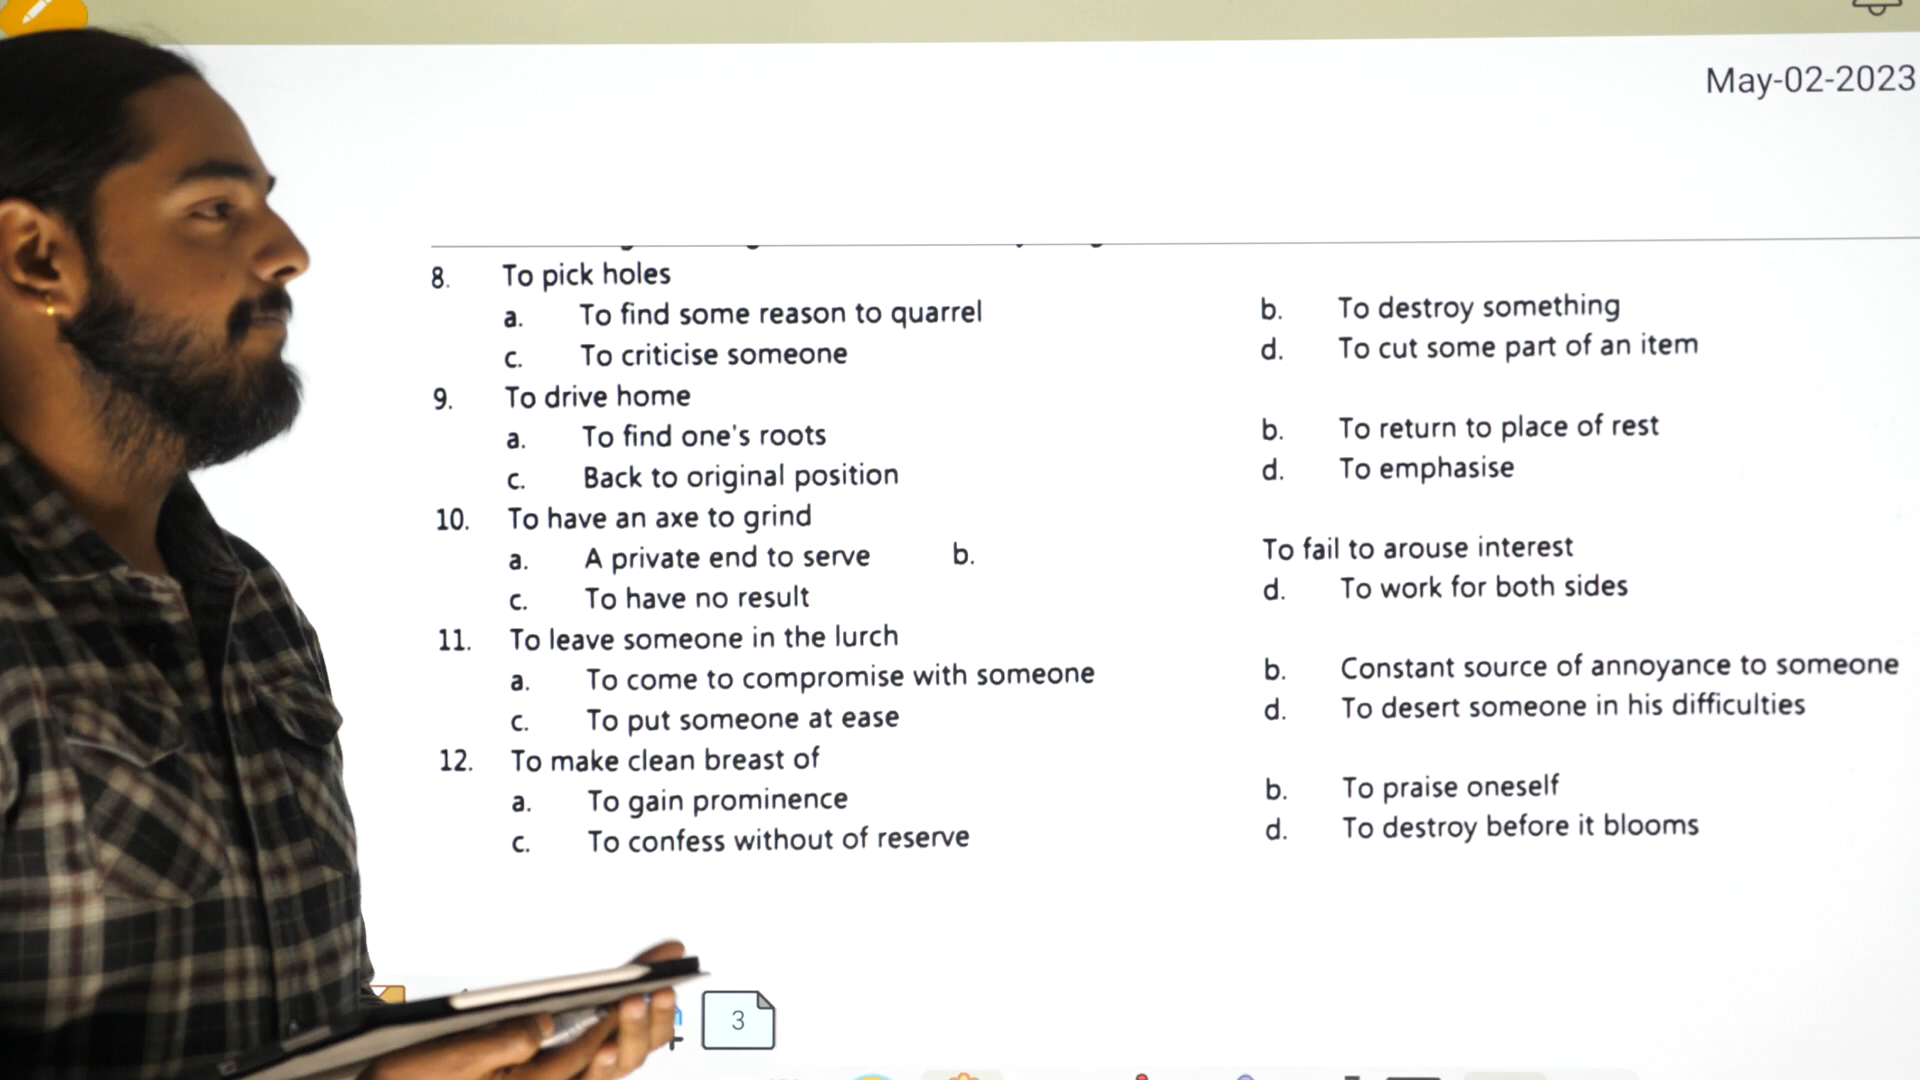 May-02-2023
8. To pick holes
a. To find some reason to quarrel b. To destroy something
c. To criticise someone d. To cut some part of an item
9. To drive home
a. To find one's roots b. To return to place of rest
c. Back to original position d. To emphasise
10. To have an axe to grind
a. A private end to serve b. To fail to arouse interest
c. To have no result d. To work for both sides
11. To leave someone in the lurch
a. To come to compromise with someone b. Constant source of annoyance to someone
c. To put someone at ease d. To desert someone in his difficulties
12. To make clean breast of
a. To gain prominence b. To praise oneself
c. To confess without of reserve d. To destroy before it blooms
3